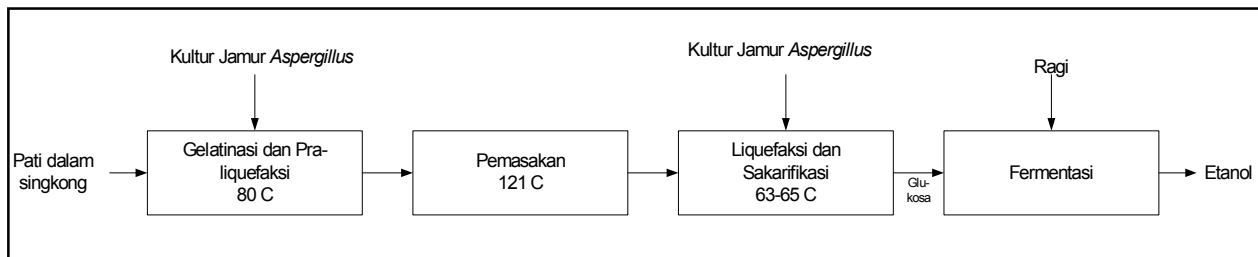 Kultur Jamur Aspergillus
Kultur Jamur Aspergillus
Ragi
Pati dalam
singkong
Gelatinasi dan Pra-
liquefaksi
80 C
Pemasakan
121 C
Liquefaksi dan
Sakarifikasi
63-65 C
Glu-
kosa
Fermentasi
Etanol